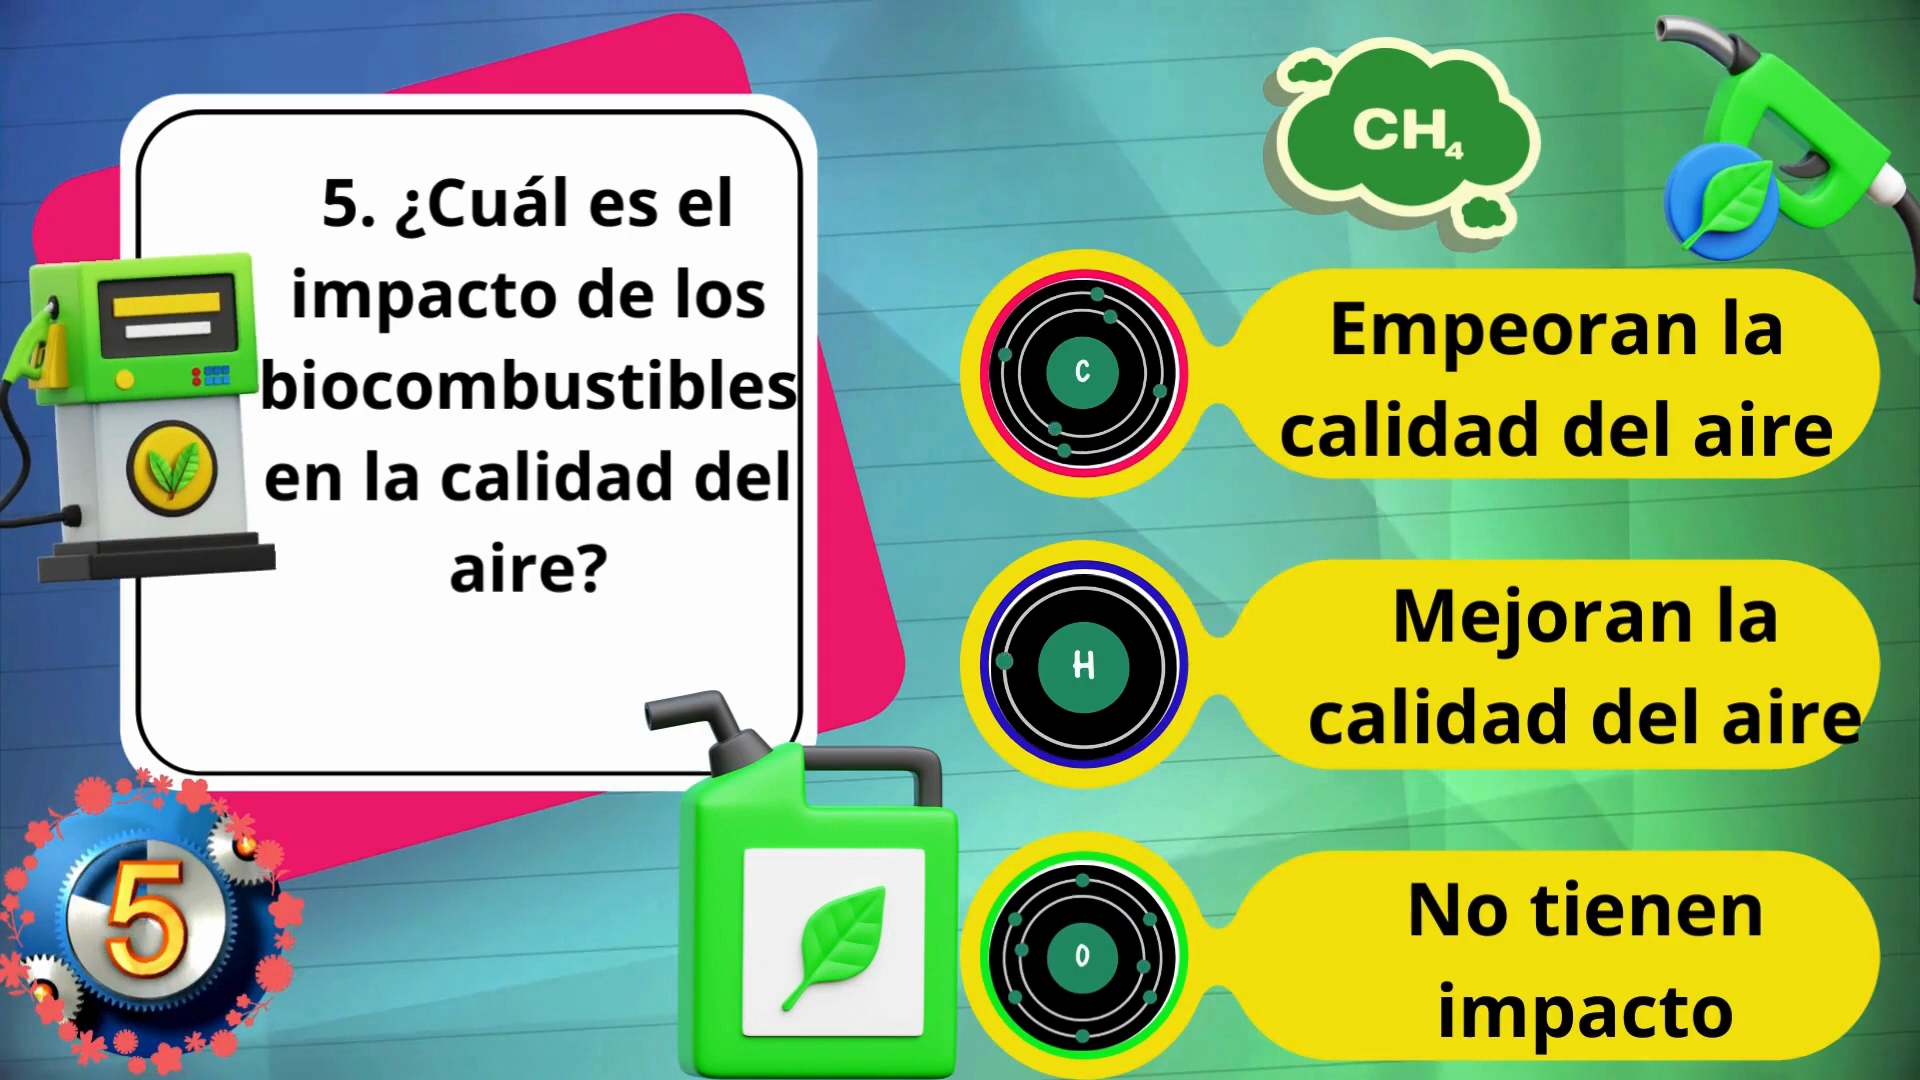 5. ¿Cuál es el
impacto de los
biocombustibles
en la calidad del
aire?
CH₄
C
Empeoran la
calidad del aire
H
Mejoran la
calidad del aire
O
No tienen
impacto
5